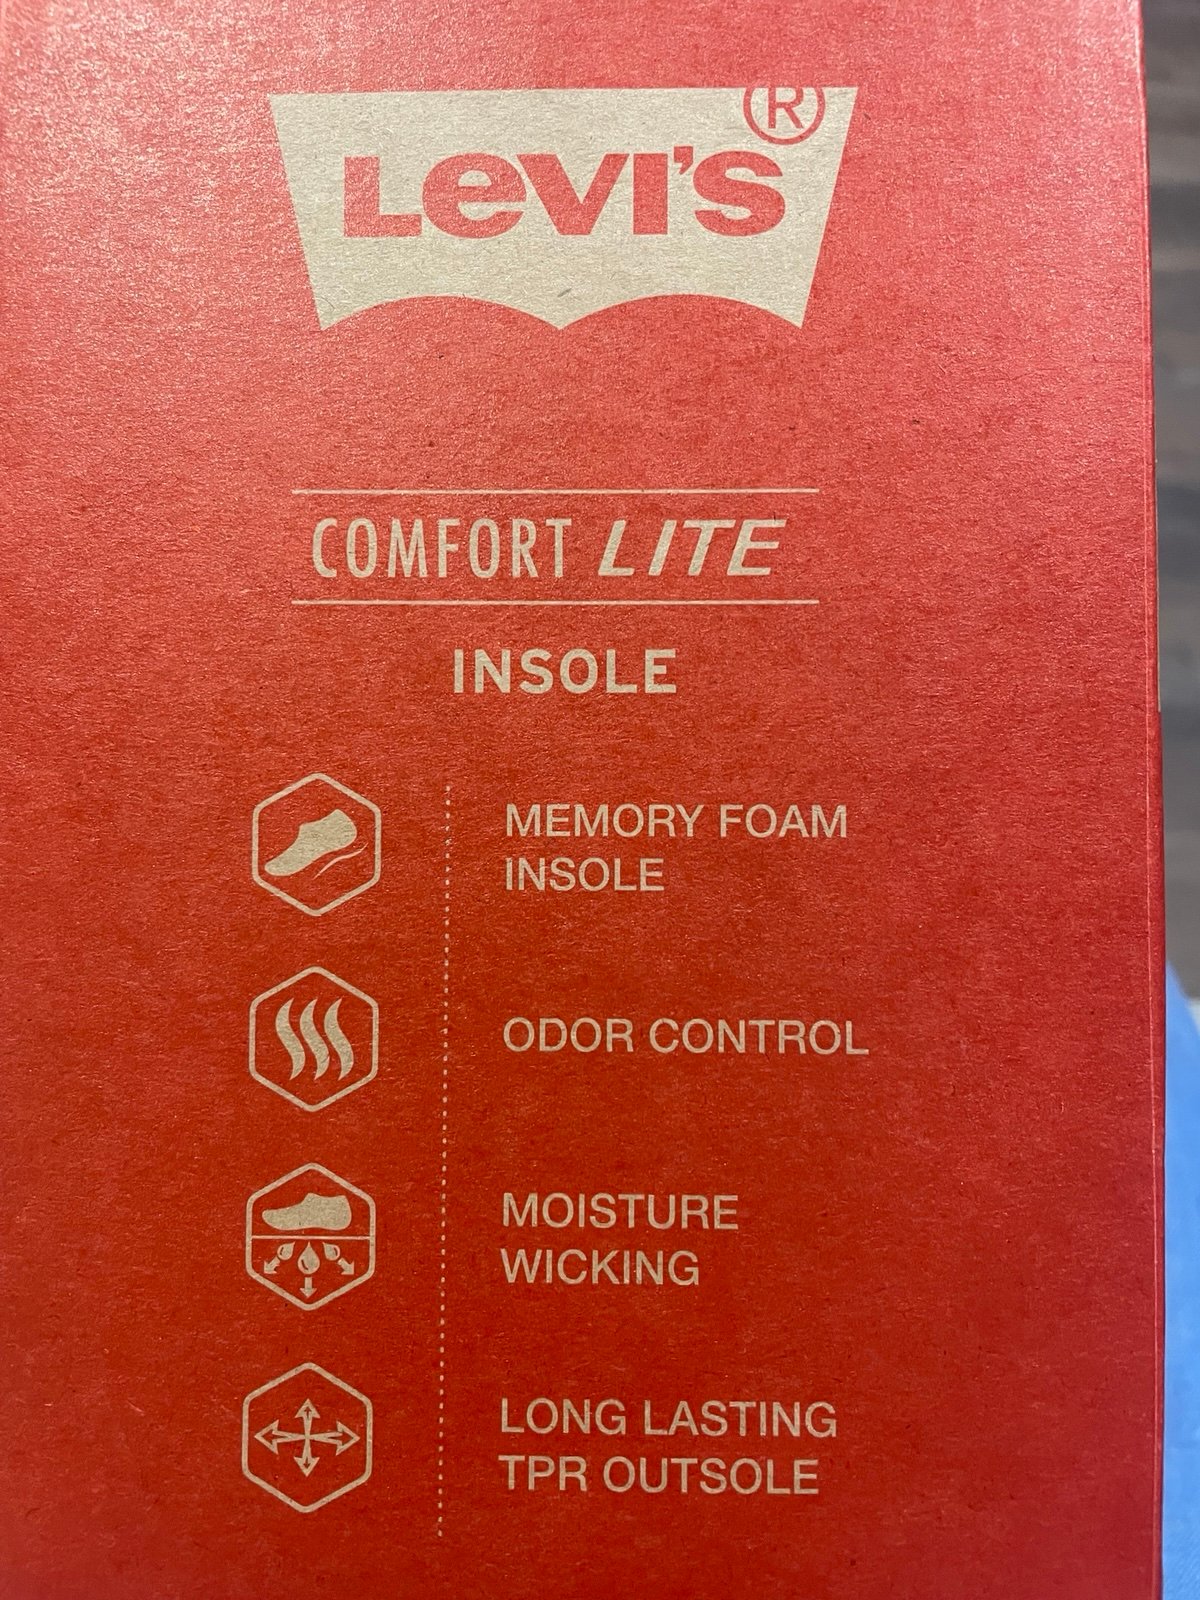 LEVI'S®
COMFORT LITE
INSOLE
MEMORY FOAM
INSOLE
ODOR CONTROL
MOISTURE
WICKING
LONG LASTING
TPR OUTSOLE